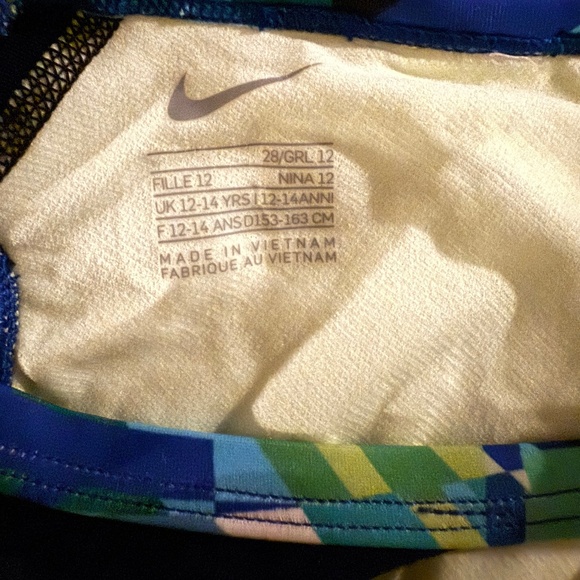 28/GRL 12
FILLE 12 NINA 12
UK 12-14 YRS I 12-14ANNI
F 12-14 ANS D153-163 CM
MADE IN VIETNAM
FABRIQUE AU VIETNAM